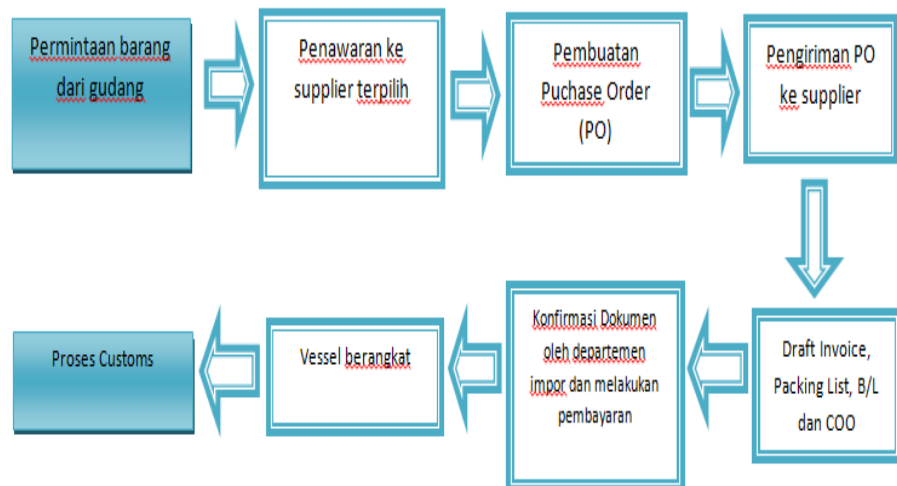 Permintaan barang
dari gudang
Penawaran ke
supplier terpilih
Pembuatan
Puchase Order
(PO)
Pengiriman PO
ke supplier
Draft Invoice,
Packing List, B/L
dan COO
Konfirmasi Dokumen
oleh departemen
impor dan melakukan
pembayaran
Vessel berangkat
Proses Customs